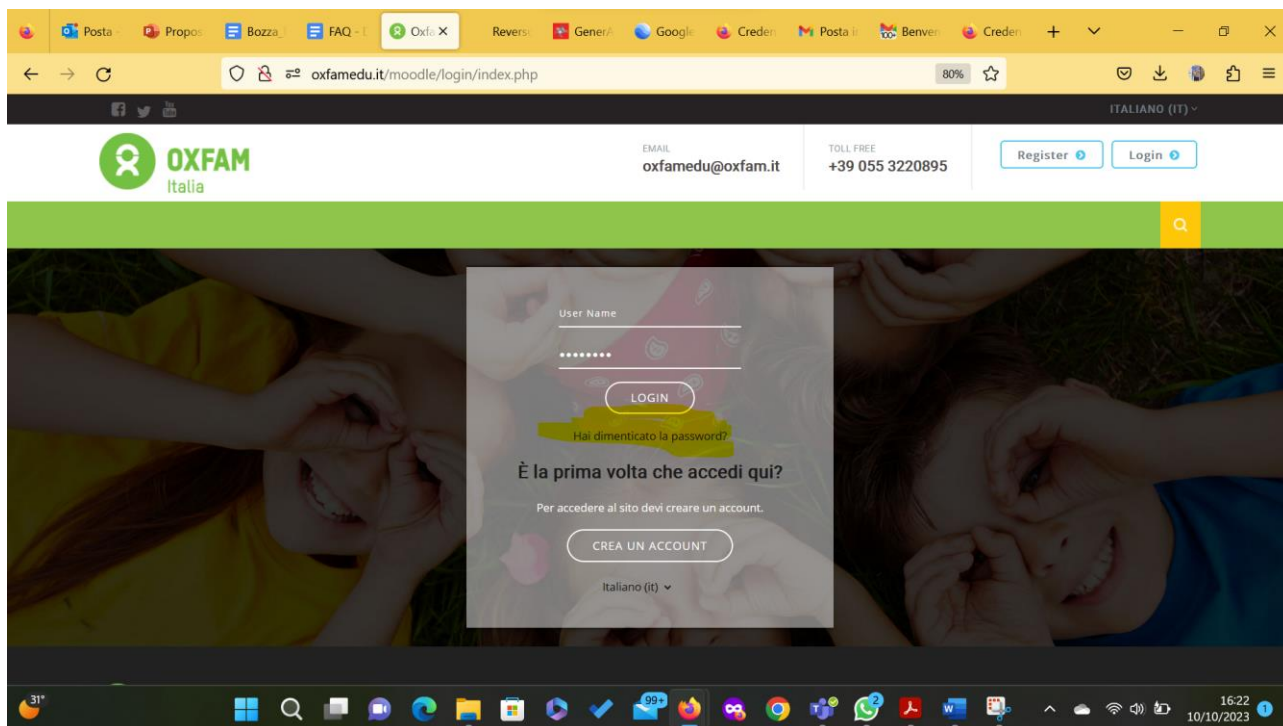 Posta - Propos Bozza_ FAQ - D Oxfa Revers GenerA Google Creden Posta i Benven Creden
oxfamedu.it/moodle/login/index.php 80%
ITALIANO (IT)
OXFAM
Italia
EMAIL
oxfamedu@oxfam.it
TOLL FREE
+39 055 3220895
Register
Login
User Name
LOGIN
Hai dimenticato la password?
È la prima volta che accedi qui?
Per accedere al sito devi creare un account.
CREA UN ACCOUNT
Italiano (it)
31°
99+
2
16:22
10/10/2023
1